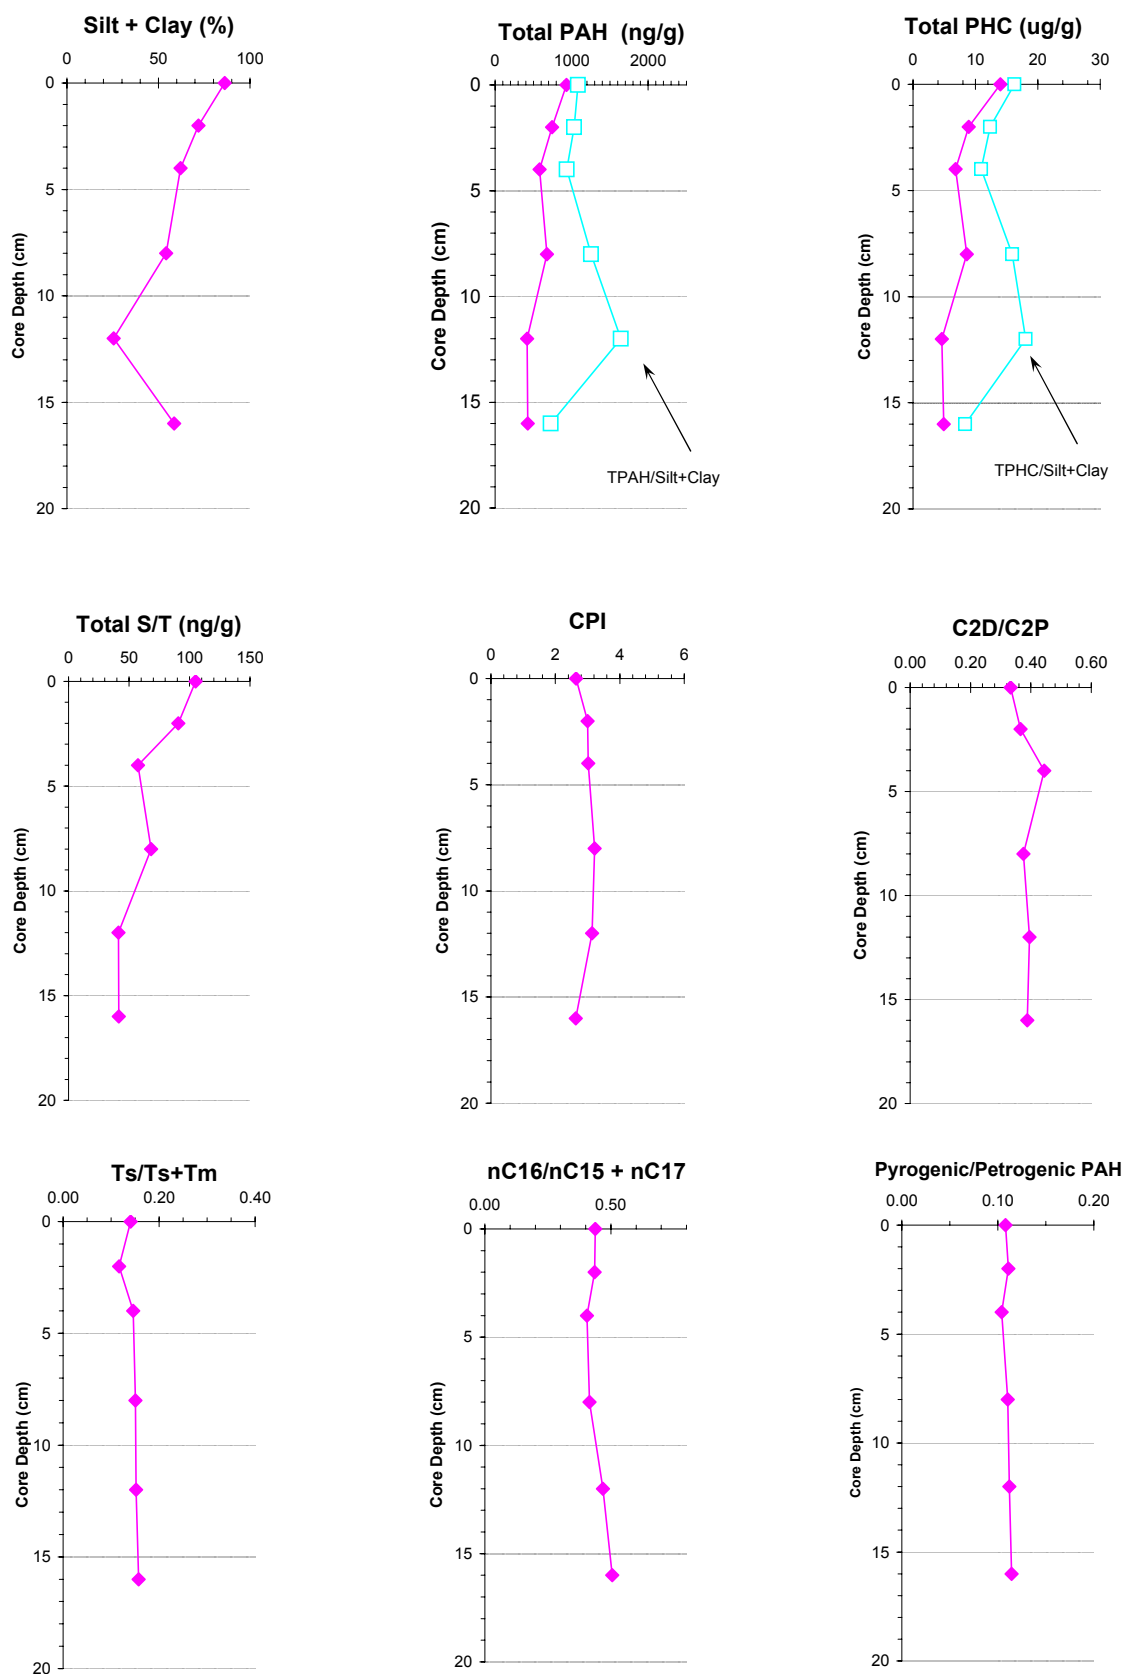 Silt + Clay (%)
0 50 100
0
5
10
15
20
Core Depth (cm)
Total PAH (ng/g)
0 1000 2000
0
5
10
15
20
Core Depth (cm)
TPAH/Silt+Clay
Total PHC (ug/g)
0 10 20 30
0
5
10
15
20
Core Depth (cm)
TPHC/Silt+Clay
Total S/T (ng/g)
0 50 100 150
0
5
10
15
20
Core Depth (cm)
CPI
0 2 4 6
0
5
10
15
20
Core Depth (cm)
C2D/C2P
0.00 0.20 0.40 0.60
0
5
10
15
20
Core Depth (cm)
Ts/Ts+Tm
0.00 0.20 0.40
0
5
10
15
20
Core Depth (cm)
nC16/nC15 + nC17
0.00 0.50
0
5
10
15
20
Core Depth (cm)
Pyrogenic/Petrogenic PAH
0.00 0.10 0.20
0
5
10
15
20
Core Depth (cm)